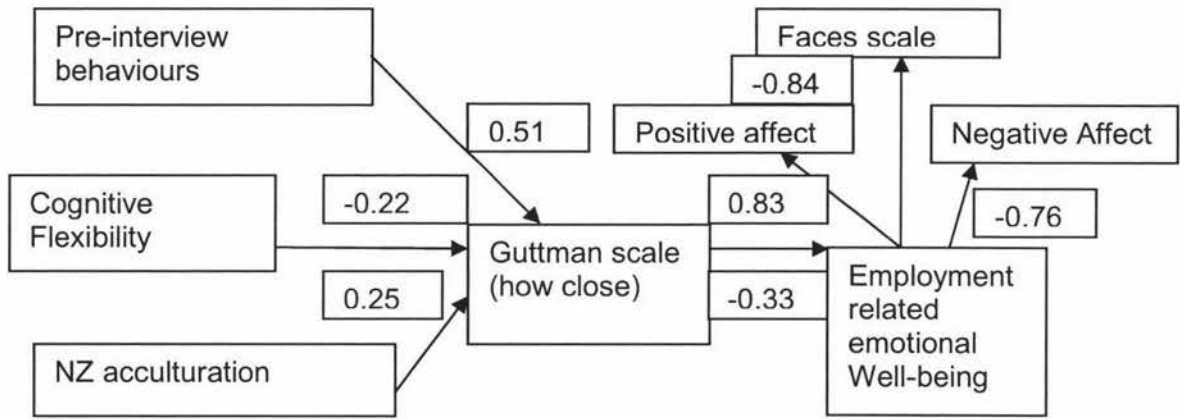 Pre-interview
behaviours
Faces scale
-0.84
0.51
Positive affect
Negative Affect
Cognitive
Flexibility
-0.22
0.83
-0.76
Guttman scale
(how close)
0.25
-0.33
Employment
related
emotional
Well-being
NZ acculturation